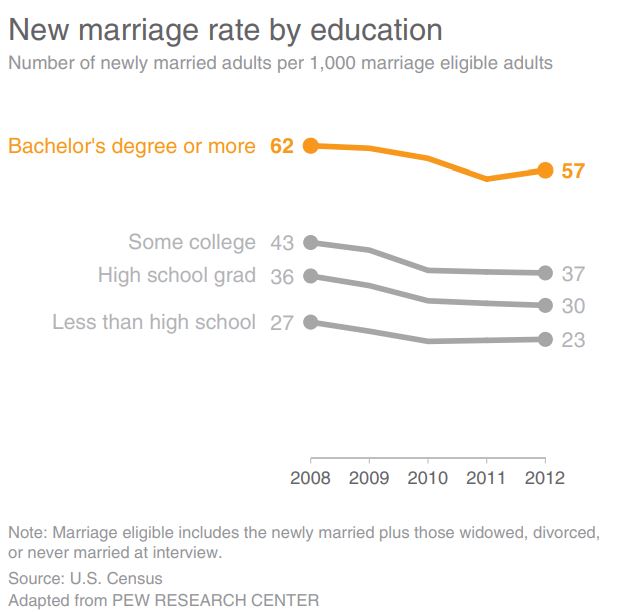 New marriage rate by education
Number of newly married adults per 1,000 marriage eligible adults
Bachelor's degree or more 62
57
Some college 43
37
High school grad 36
30
Less than high school 27
23
2008 2009 2010 2011 2012
Note: Marriage eligible includes the newly married plus those widowed, divorced,
or never married at interview.
Source: U.S. Census
Adapted from PEW RESEARCH CENTER